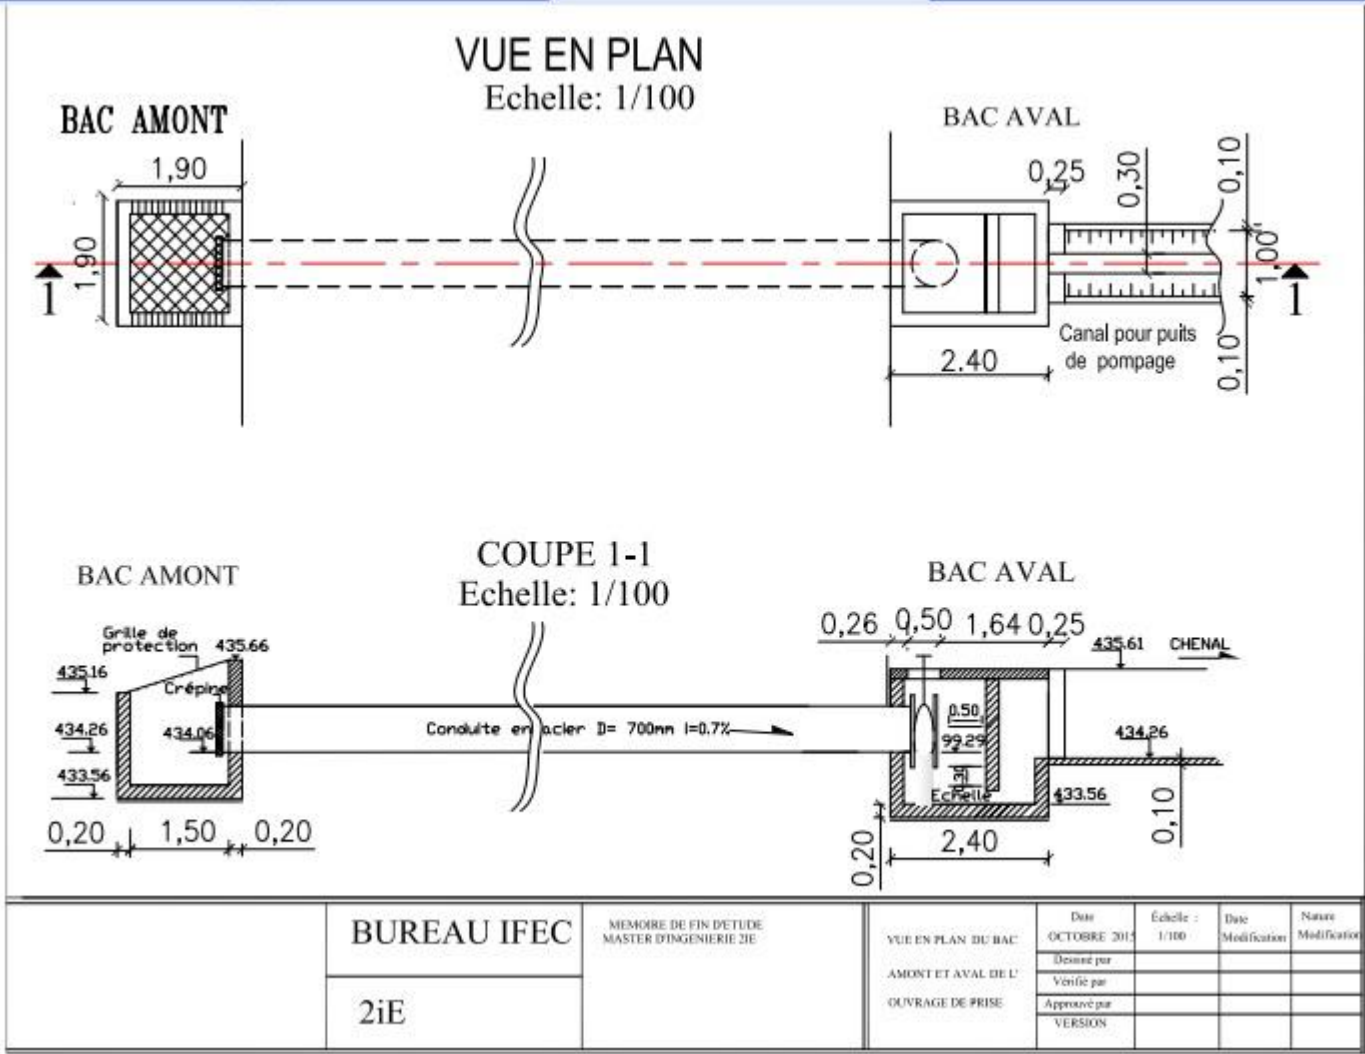 VUE EN PLAN
Echelle: 1/100
BAC AMONT
BAC AVAL
1,90
0,25
0,30
0,10
1,90
1,00
1
1
Canal pour puits
de pompage
2.40
0,10
COUPE 1-1
Echelle: 1/100
BAC AMONT
BAC AVAL
Grille de
protection
435.66
0,26
0,50
1,64
0,25
435.61
CHENAL
435.16
Crépine
434.26
434.06
Conduite en acier D= 700mm I=0.7%
0.50
99.29
434.26
433.56
0.30
Echelle
433.56
0,10
0,20
1,50
0,20
0,20
2,40
BUREAU IFEC
2iE
MEMOIRE DE FIN D'ETUDE
MASTER D'INGENIERIE 2IE
VUE EN PLAN DU BAC
AMONT ET AVAL DE L'
OUVRAGE DE PRISE
Date
OCTOBRE 2015
Échelle :
1/100
Date
Modification
Nature
Modification
Dessiné par
Vérifié par
Approuvé par
VERSION